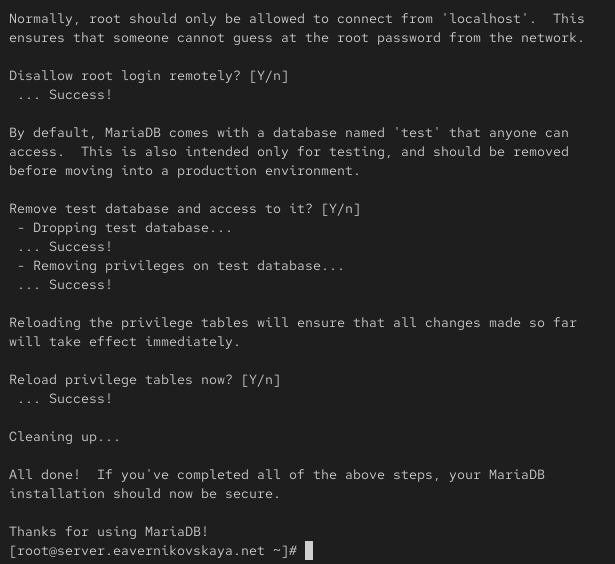 Normally, root should only be allowed to connect from 'localhost'.  This
ensures that someone cannot guess at the root password from the network.
Disallow root login remotely? [Y/n]
 ... Success!
By default, MariaDB comes with a database named 'test' that anyone can
access.  This is also intended only for testing, and should be removed
before moving into a production environment.
Remove test database and access to it? [Y/n]
 - Dropping test database...
 ... Success!
 - Removing privileges on test database...
 ... Success!
Reloading the privilege tables will ensure that all changes made so far
will take effect immediately.
Reload privilege tables now? [Y/n]
 ... Success!
Cleaning up...
All done!  If you've completed all of the above steps, your MariaDB
installation should now be secure.
Thanks for using MariaDB!
[root@server.eavernikovskaya.net ~]#